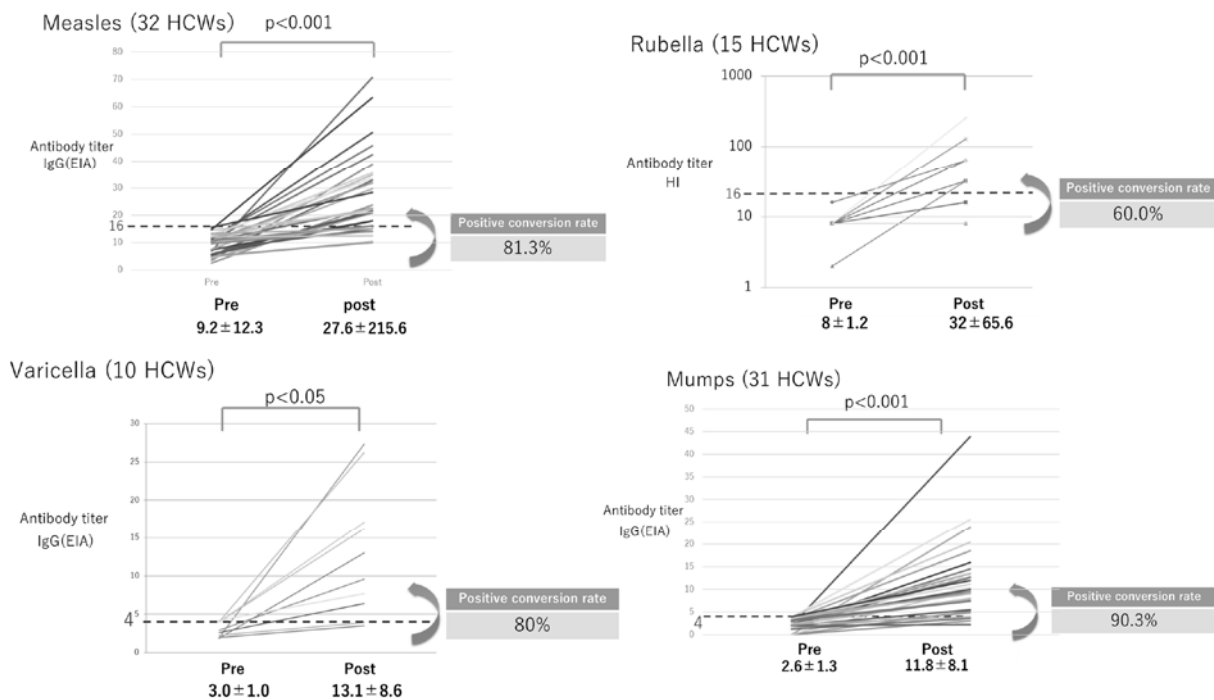 Measles (32 HCWs)
p<0.001
80
70
60
50
Antibody titer
IgG(EIA)
40
30
20
16
10
0
Pre
Post
Positive conversion rate
81.3%
Pre
post
9.2±12.3
27.6±215.6
Rubella (15 HCWs)
p<0.001
1000
100
Antibody titer
HI
16
10
1
Positive conversion rate
60.0%
Pre
Post
8±1.2
32±65.6
Varicella (10 HCWs)
p<0.05
30
25
20
15
Antibody titer
IgG(EIA)
10
5
4
0
Positive conversion rate
80%
Pre
Post
3.0±1.0
13.1±8.6
Mumps (31 HCWs)
p<0.001
50
45
40
35
30
Antibody titer
IgG(EIA)
25
20
15
10
5
4
0
Positive conversion rate
90.3%
Pre
Post
2.6±1.3
11.8±8.1